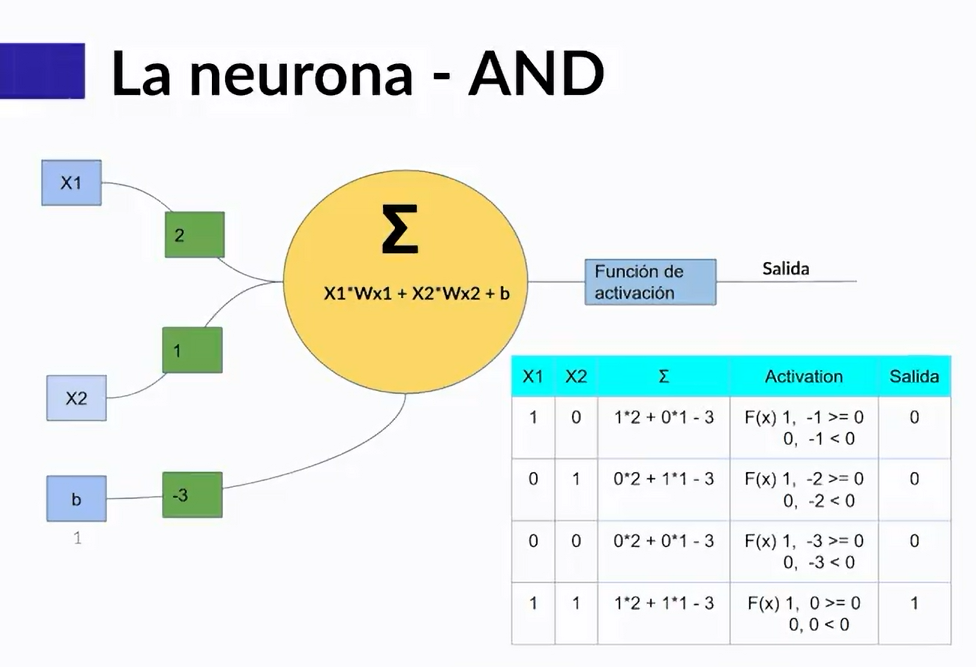 La neurona - AND
X1
2
Σ
X1*Wx1 + X2*Wx2 + b
Función de
activación
Salida
1
X2
b
1
-3
X1 X2 Σ Activation Salida
1 0 1*2 + 0*1 - 3 F(x) 1, -1 >= 0 0
0, -1 < 0
0 1 0*2 + 1*1 - 3 F(x) 1, -2 >= 0 0
0, -2 < 0
0 0 0*2 + 0*1 - 3 F(x) 1, -3 >= 0 0
0, -3 < 0
1 1 1*2 + 1*1 - 3 F(x) 1, 0 >= 0 1
0, 0 < 0